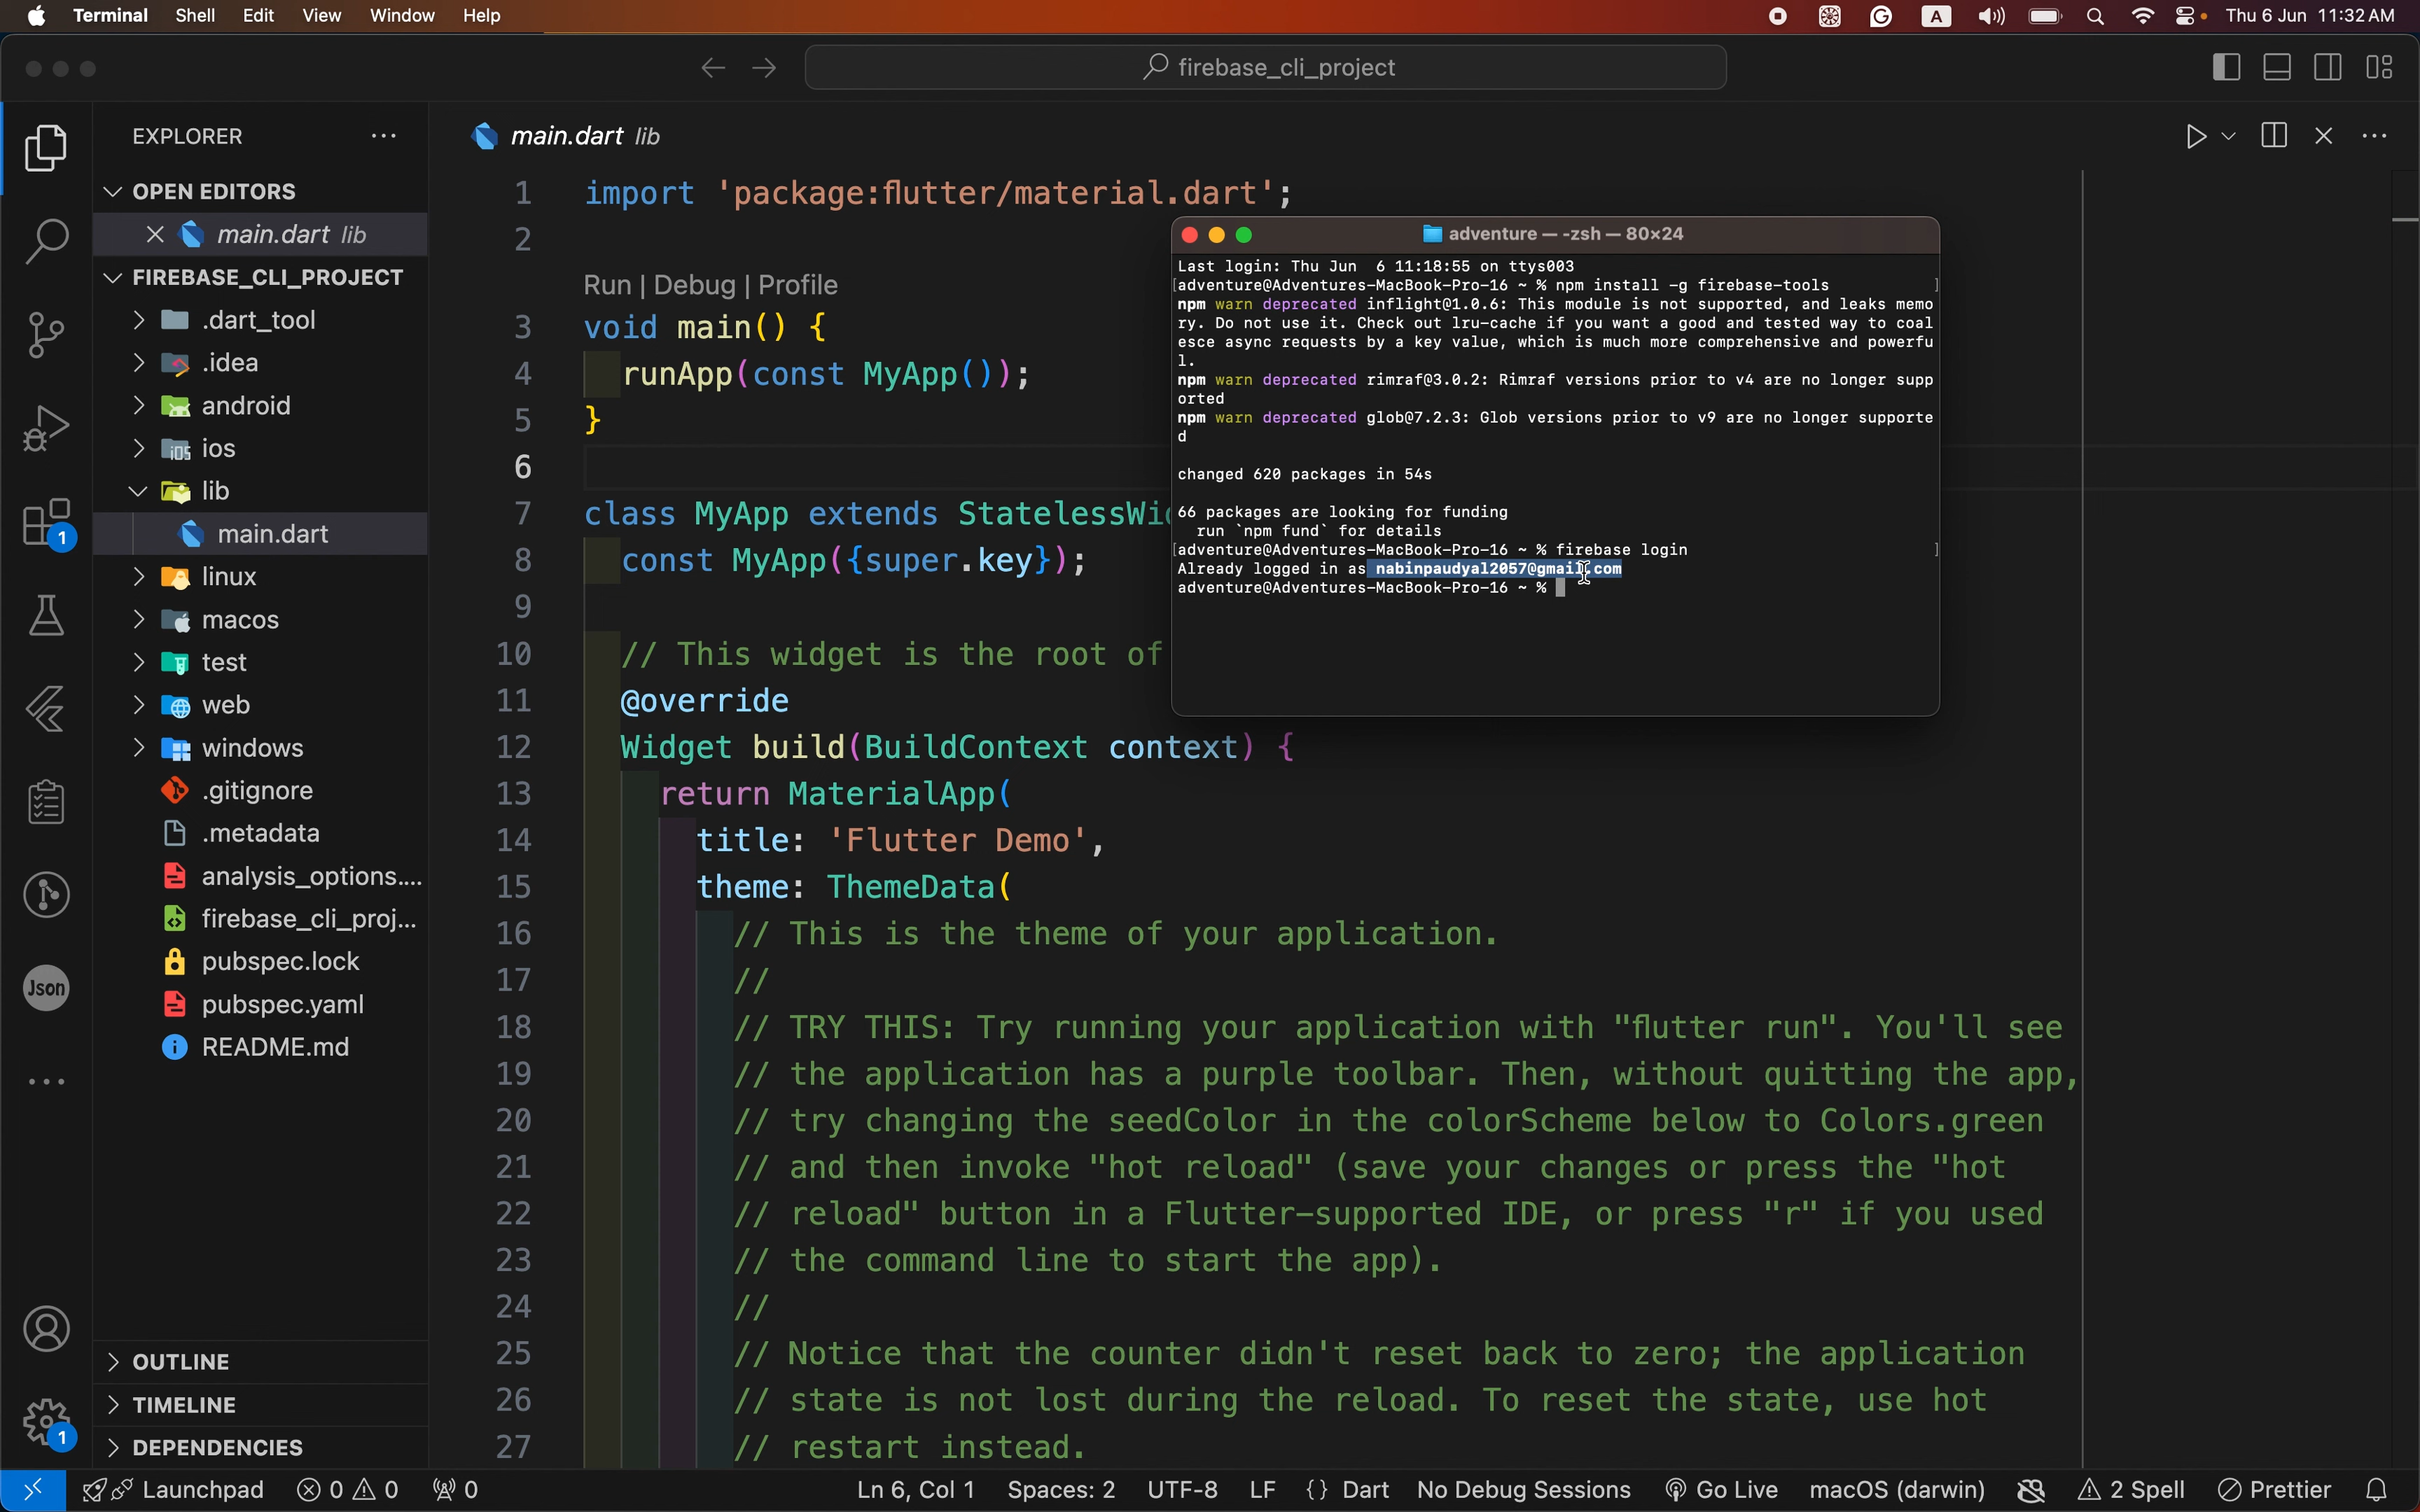 Terminal Shell Edit View Window Help
A
Thu 6 Jun 11:32 AM
firebase_cli_project
EXPLORER
OPEN EDITORS
main.dart lib
FIREBASE_CLI_PROJECT
.dart_tool
.idea
android
ios
lib
main.dart
linux
macos
test
web
windows
.gitignore
.metadata
analysis_options....
firebase_cli_proj...
pubspec.lock
pubspec.yaml
README.md
OUTLINE
TIMELINE
DEPENDENCIES
1
Json
1
main.dart lib
1 import 'package:flutter/material.dart';
2
Run | Debug | Profile
3 void main() {
4 runApp(const MyApp());
5 }
6
7 class MyApp extends StatelessWid
8 const MyApp({super.key});
9
10 // This widget is the root of
11 @override
12 Widget build(BuildContext context) {
13 return MaterialApp(
14 title: 'Flutter Demo',
15 theme: ThemeData(
16 // This is the theme of your application.
17 //
18 // TRY THIS: Try running your application with "flutter run". You'll see
19 // the application has a purple toolbar. Then, without quitting the app,
20 // try changing the seedColor in the colorScheme below to Colors.green
21 // and then invoke "hot reload" (save your changes or press the "hot
22 // reload" button in a Flutter-supported IDE, or press "r" if you used
23 // the command line to start the app).
24 //
25 // Notice that the counter didn't reset back to zero; the application
26 // state is not lost during the reload. To reset the state, use hot
27 // restart instead.
adventure — -zsh — 80×24
Last login: Thu Jun  6 11:18:55 on ttys003
[adventure@Adventures-MacBook-Pro-16 ~ % npm install -g firebase-tools ]
npm warn deprecated inflight@1.0.6: This module is not supported, and leaks memo
ry. Do not use it. Check out lru-cache if you want a good and tested way to coal
esce async requests by a key value, which is much more comprehensive and powerfu
l.
npm warn deprecated rimraf@3.0.2: Rimraf versions prior to v4 are no longer supp
orted
npm warn deprecated glob@7.2.3: Glob versions prior to v9 are no longer supporte
d
changed 620 packages in 54s
66 packages are looking for funding
run `npm fund` for details
[adventure@Adventures-MacBook-Pro-16 ~ % firebase login ]
Already logged in as nabinpaudyal2057@gmail.com
adventure@Adventures-MacBook-Pro-16 ~ %
Launchpad 0 0 0
Ln 6, Col 1 Spaces: 2 UTF-8 LF {} Dart No Debug Sessions Go Live macOS (darwin) 2 Spell Prettier